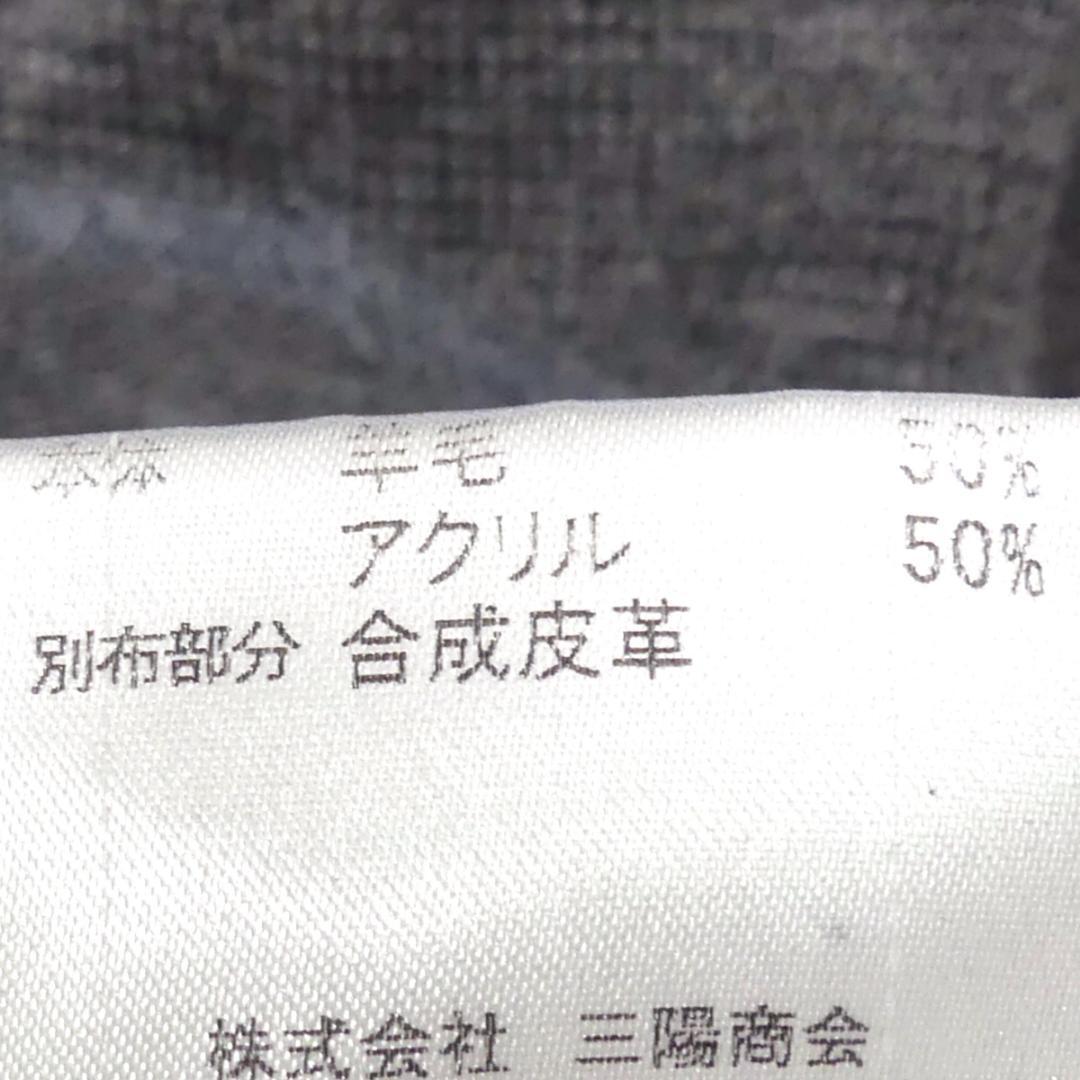 本体 羊毛 50%
アクリル 50%
別布部分 合成皮革
株式会社 三陽商会